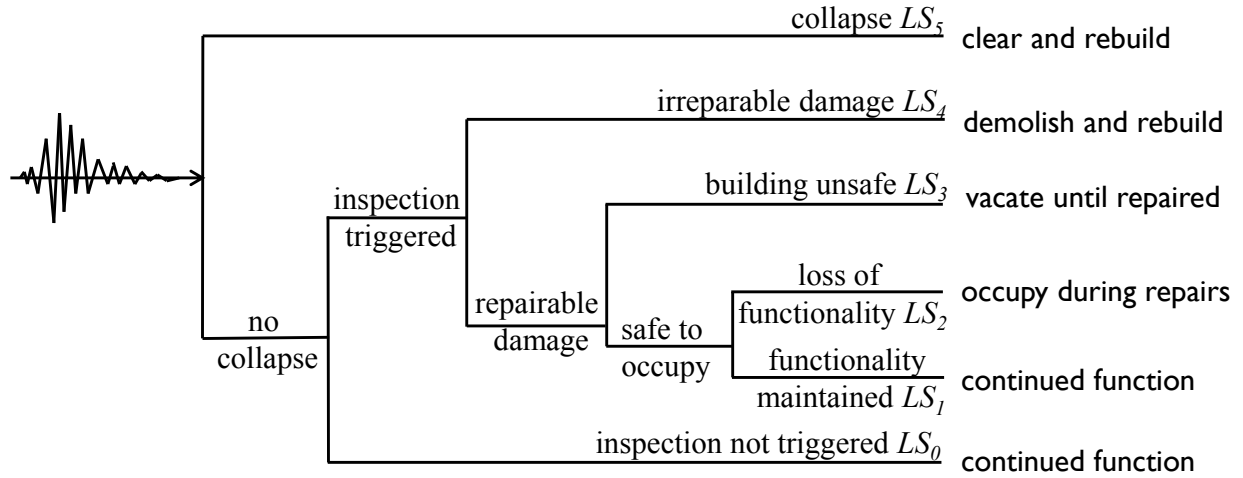 collapse LS₅
clear and rebuild
irreparable damage LS₄
demolish and rebuild
building unsafe LS₃
vacate until repaired
inspection
triggered
loss of
functionality LS₂
occupy during repairs
repairable
damage
no
collapse
safe to
occupy
functionality
maintained LS₁
continued function
inspection not triggered LS₀
continued function